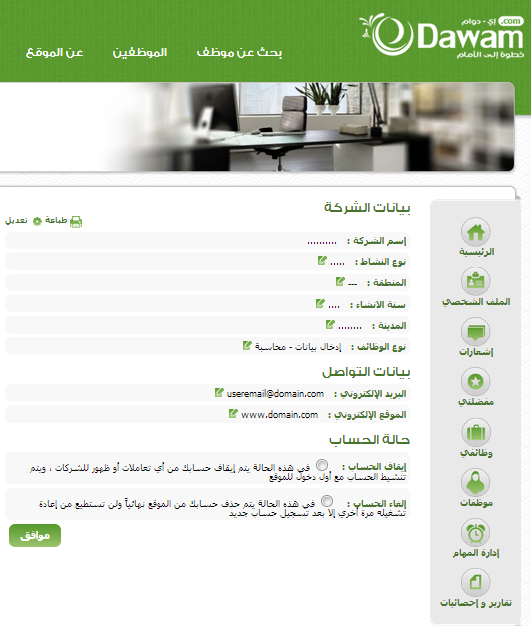 .com إي - دوام
Dawam
خطوة إلى الأمام
بحث عن موظف
الموظفين
عن الموقع
الرئيسية
الملف الشخصي
إشعارات
مفضلتي
وظائفي
موظفات
إدارة المهام
تقارير و إحصائيات
بيانات الشركة
طباعة تعديل
إسم الشركة : ..........
نوع النشاط : .....
المنطقة : ---
سنة الانشاء : ....
المدينة : ........
نوع الوظائف : إدخال بيانات - محاسبة
بيانات التواصل
البريد الإلكتروني : useremail@domain.com
الموقع الإلكتروني : www.domain.com
حالة الحساب
إيقاف الحساب : في هذه الحالة يتم إيقاف حسابك من أي تعاملات أو ظهور للشركات ، ويتم
تنشيط الحساب مع أول دخول للموقع
إلغاء الحساب : في هذه الحالة يتم حذف حسابك من الموقع نهائياً ولن تستطيع من إعادة
تشغيله مرة أخري إلا بعد تسجيل حساب جديد
موافق